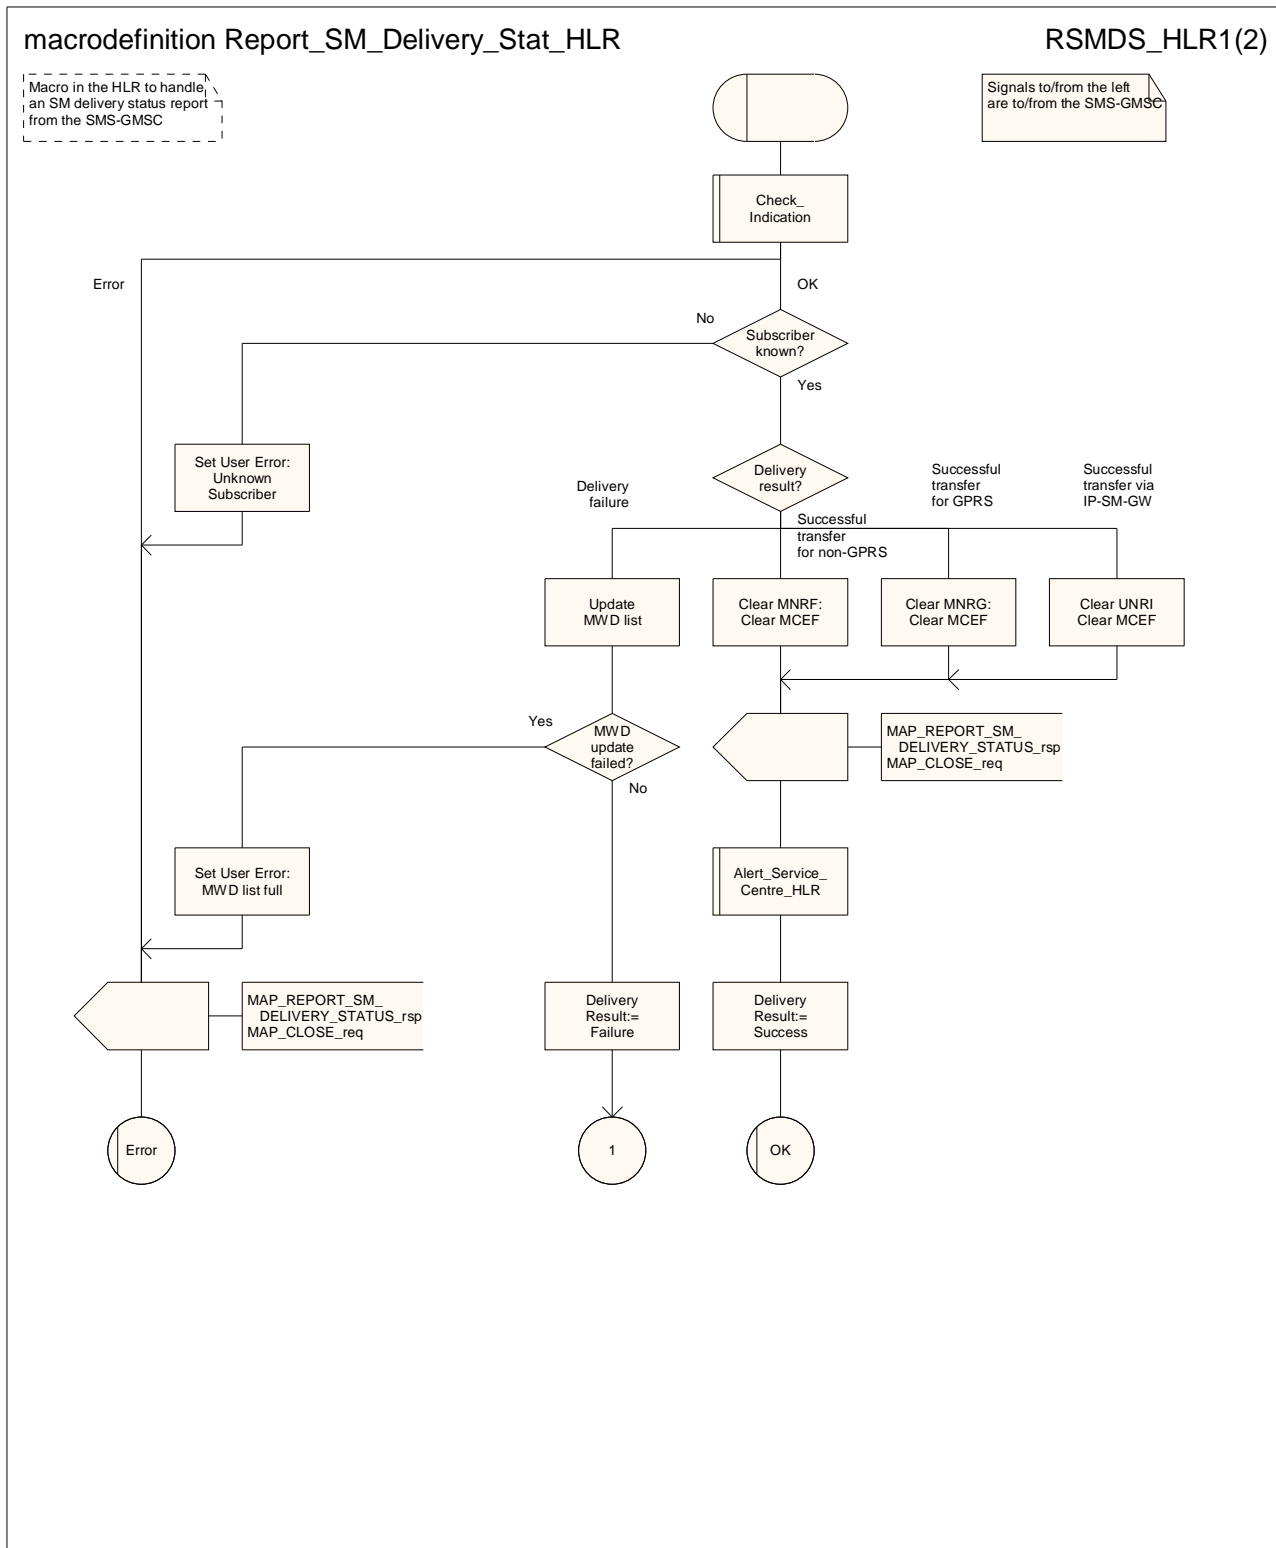 macrodefinition Report_SM_Delivery_Stat_HLR
RSMDS_HLR1(2)
Macro in the HLR to handle
an SM delivery status report
from the SMS-GMSC
Signals to/from the left
are to/from the SMS-GMSC
Check_
Indication
Error
OK
No
Subscriber
known?
Yes
Set User Error:
Unknown
Subscriber
Delivery
result?
Delivery
failure
Successful
transfer
for non-GPRS
Successful
transfer
for GPRS
Successful
transfer via
IP-SM-GW
Update
MWD list
Clear MNRF:
Clear MCEF
Clear MNRG:
Clear MCEF
Clear UNRI
Clear MCEF
Yes
MWD
update
failed?
No
MAP_REPORT_SM_
DELIVERY_STATUS_rsp
MAP_CLOSE_req
Set User Error:
MWD list full
Alert_Service_
Centre_HLR
MAP_REPORT_SM_
DELIVERY_STATUS_rsp
MAP_CLOSE_req
Delivery
Result:=
Failure
Delivery
Result:=
Success
Error
1
OK